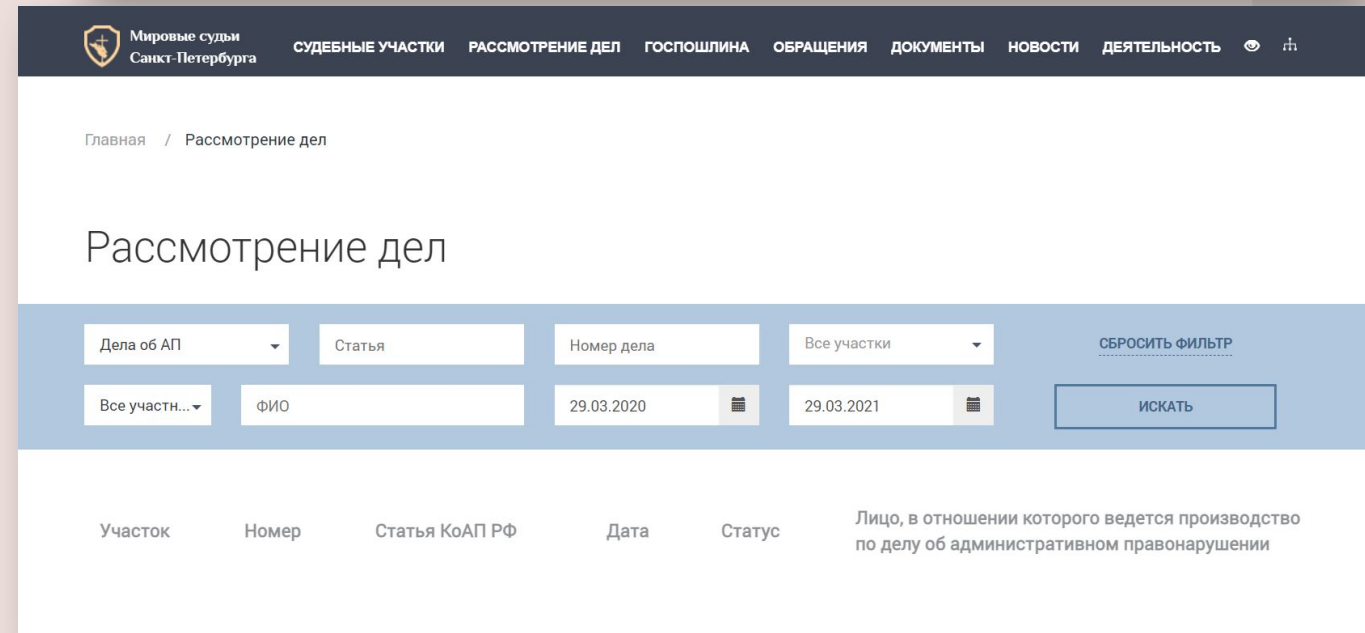 Мировые судьи
Санкт-Петербурга
СУДЕБНЫЕ УЧАСТКИ РАССМОТРЕНИЕ ДЕЛ ГОСПОШЛИНА ОБРАЩЕНИЯ ДОКУМЕНТЫ НОВОСТИ ДЕЯТЕЛЬНОСТЬ
Главная / Рассмотрение дел
Рассмотрение дел
Дела об АП Статья Номер дела Все участки СБРОСИТЬ ФИЛЬТР
Все участн... ФИО 29.03.2020 29.03.2021 ИСКАТЬ
Участок Номер Статья КоАП РФ Дата Статус Лицо, в отношении которого ведется производство
по делу об административном правонарушении